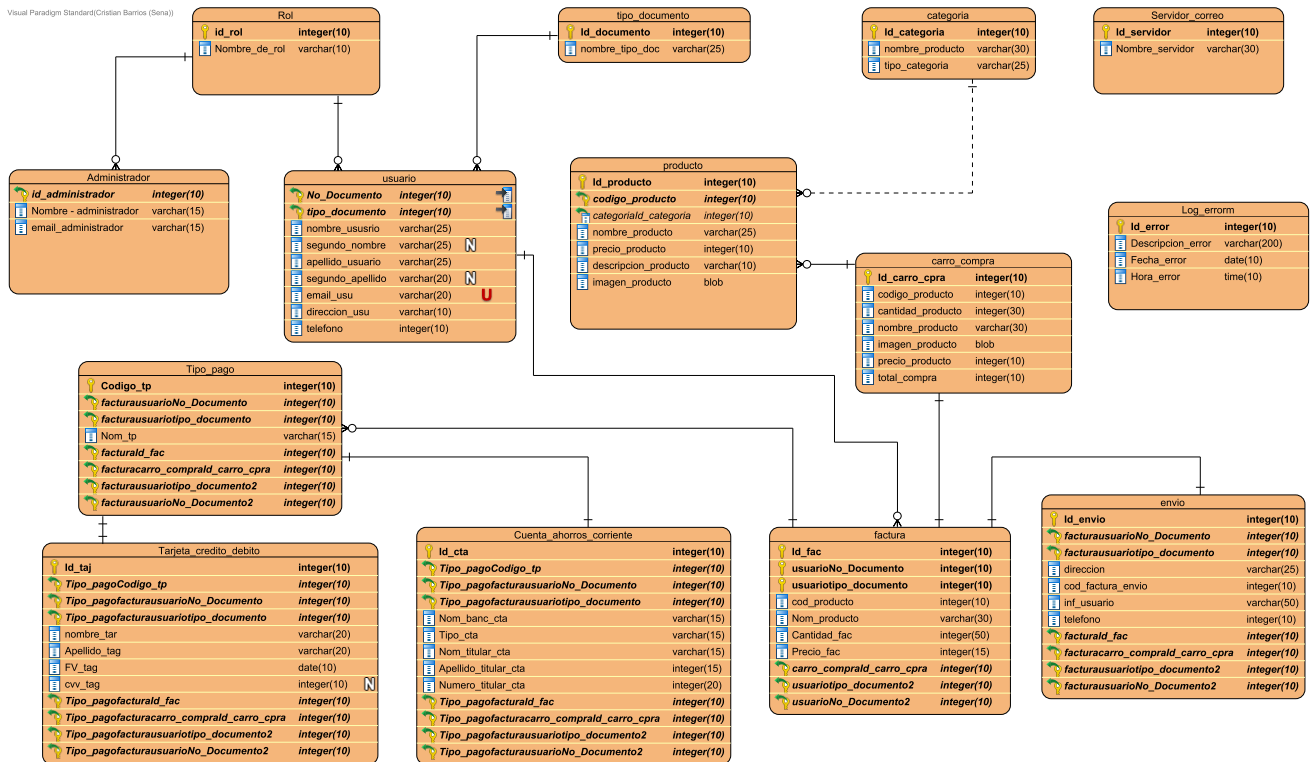 Visual Paradigm Standard(Cristian Barrios (Sena))
Rol
id_rol integer(10)
Nombre_de_rol varchar(10)
tipo_documento
Id_documento integer(10)
nombre_tipo_doc varchar(25)
categoria
Id_categoria integer(10)
nombre_producto varchar(30)
tipo_categoria varchar(25)
Servidor_correo
Id_servidor integer(10)
Nombre_servidor varchar(30)
Administrador
id_administrador integer(10)
Nombre - administrador varchar(15)
email_administrador varchar(15)
usuario
No_Documento integer(10)
tipo_documento integer(10)
nombre_ususrio varchar(25)
segundo_nombre varchar(25) N
apellido_usuario varchar(25)
segundo_apellido varchar(20) N
email_usu varchar(20) U
direccion_usu varchar(10)
telefono integer(10)
producto
Id_producto integer(10)
codigo_producto integer(10)
categoriaId_categoria integer(10)
nombre_producto varchar(25)
precio_producto integer(10)
descripcion_producto varchar(10)
imagen_producto blob
Log_errorm
Id_error integer(10)
Descripcion_error varchar(200)
Fecha_error date(10)
Hora_error time(10)
carro_compra
Id_carro_cpra integer(10)
codigo_producto integer(10)
cantidad_producto integer(30)
nombre_producto varchar(30)
imagen_producto blob
precio_producto integer(10)
total_compra integer(10)
Tipo_pago
Codigo_tp integer(10)
facturausuarioNo_Documento integer(10)
facturausuariotipo_documento integer(10)
Nom_tp varchar(15)
facturaId_fac integer(10)
facturacarro_compraId_carro_cpra integer(10)
facturausuariotipo_documento2 integer(10)
facturausuarioNo_Documento2 integer(10)
Tarjeta_credito_debito
Id_taj integer(10)
Tipo_pagoCodigo_tp integer(10)
Tipo_pagofacturausuarioNo_Documento integer(10)
Tipo_pagofacturausuariotipo_documento integer(10)
nombre_tar varchar(20)
Apellido_tag varchar(20)
FV_tag date(10)
cvv_tag integer(10) N
Tipo_pagofacturaId_fac integer(10)
Tipo_pagofacturacarro_compraId_carro_cpra integer(10)
Tipo_pagofacturausuariotipo_documento2 integer(10)
Tipo_pagofacturausuarioNo_Documento2 integer(10)
Cuenta_ahorros_corriente
Id_cta integer(10)
Tipo_pagoCodigo_tp integer(10)
Tipo_pagofacturausuarioNo_Documento integer(10)
Tipo_pagofacturausuariotipo_documento integer(10)
Nom_banc_cta varchar(15)
Tipo_cta varchar(15)
Nom_titular_cta varchar(15)
Apellido_titular_cta integer(15)
Numero_titular_cta integer(20)
Tipo_pagofacturaId_fac integer(10)
Tipo_pagofacturacarro_compraId_carro_cpra integer(10)
Tipo_pagofacturausuariotipo_documento2 integer(10)
Tipo_pagofacturausuarioNo_Documento2 integer(10)
factura
Id_fac integer(10)
usuarioNo_Documento integer(10)
usuariotipo_documento integer(10)
cod_producto integer(10)
Nom_producto varchar(30)
Cantidad_fac integer(50)
Precio_fac integer(15)
carro_compraId_carro_cpra integer(10)
usuariotipo_documento2 integer(10)
usuarioNo_Documento2 integer(10)
envio
Id_envio integer(10)
facturausuarioNo_Documento integer(10)
facturausuariotipo_documento integer(10)
direccion varchar(25)
cod_factura_envio integer(10)
inf_usuario varchar(50)
telefono integer(10)
facturaId_fac integer(10)
facturacarro_compraId_carro_cpra integer(10)
facturausuariotipo_documento2 integer(10)
facturausuarioNo_Documento2 integer(10)